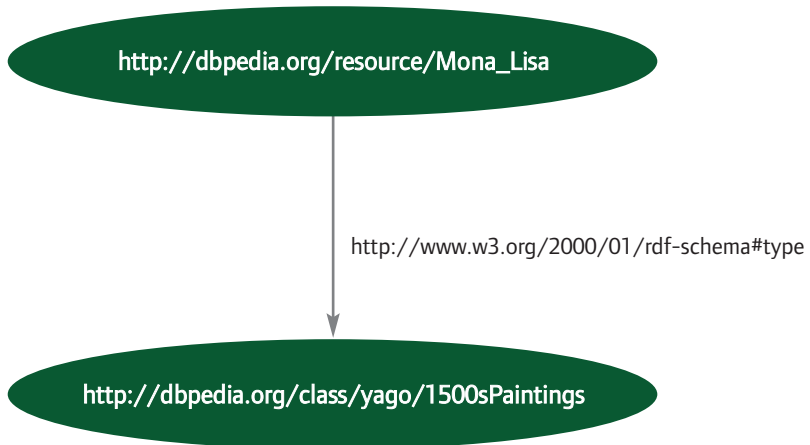 http://dbpedia.org/resource/Mona_Lisa
http://www.w3.org/2000/01/rdf-schema#type
http://dbpedia.org/class/yago/1500sPaintings